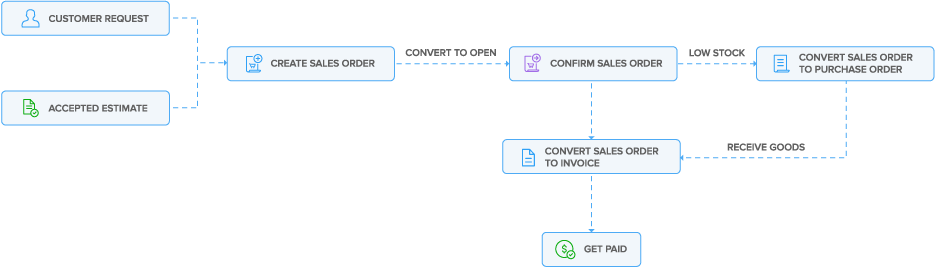 CUSTOMER REQUEST
ACCEPTED ESTIMATE
CREATE SALES ORDER
CONVERT TO OPEN
CONFIRM SALES ORDER
LOW STOCK
CONVERT SALES ORDER
TO PURCHASE ORDER
RECEIVE GOODS
CONVERT SALES ORDER
TO INVOICE
$
GET PAID